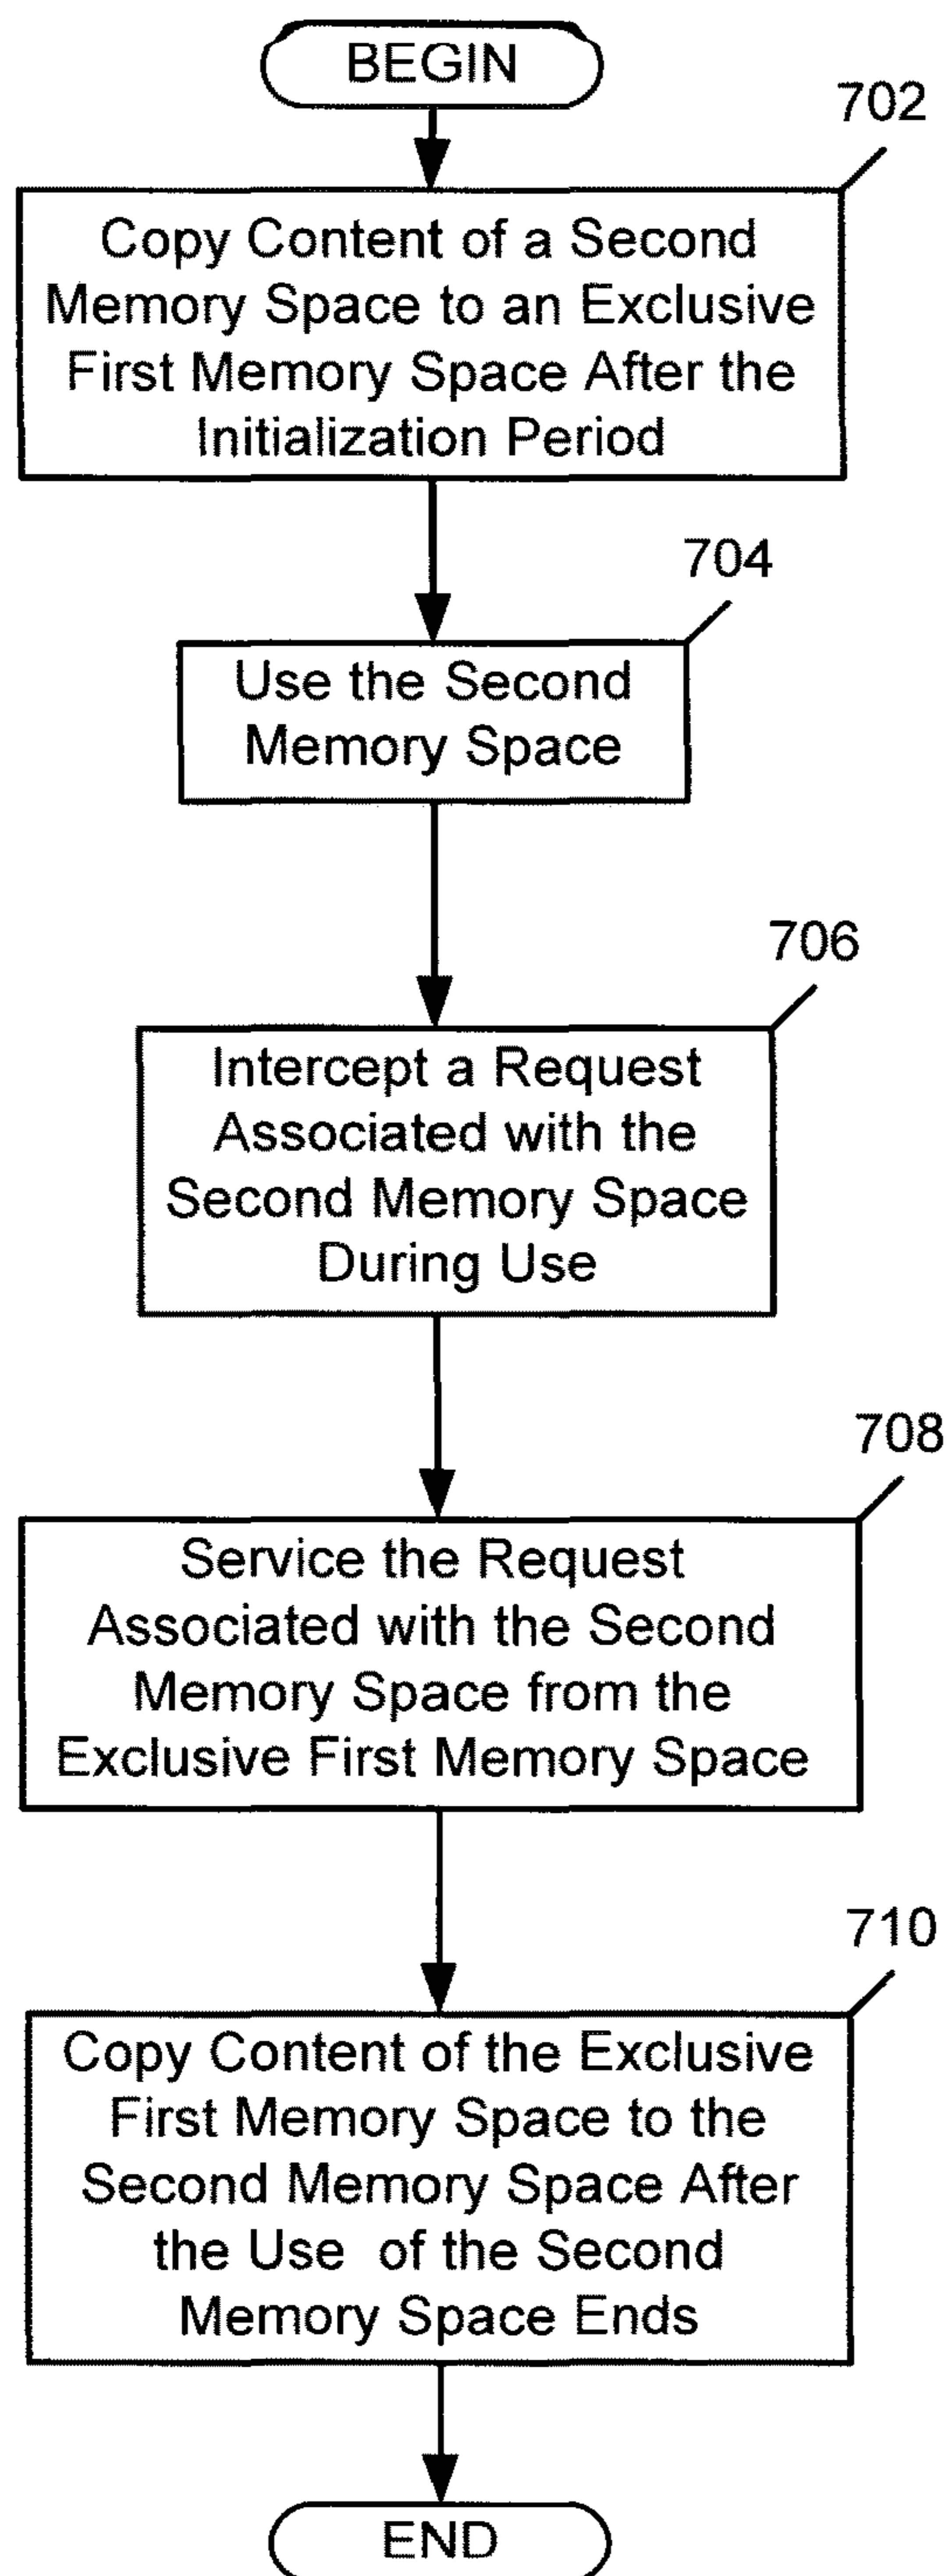 BEGIN
702
Copy Content of a Second
Memory Space to an Exclusive
First Memory Space After the
Initialization Period
704
Use the Second
Memory Space
706
Intercept a Request
Associated with the
Second Memory Space
During Use
708
Service the Request
Associated with the Second
Memory Space from the
Exclusive First Memory Space
710
Copy Content of the Exclusive
First Memory Space to the
Second Memory Space After
the Use of the Second
Memory Space Ends
END